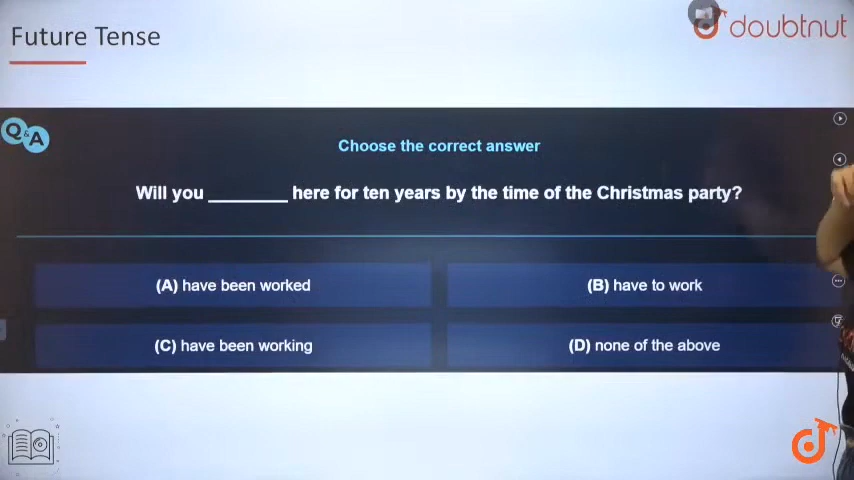 Future Tense
doubtnut
Q&A
Choose the correct answer
Will you ________ here for ten years by the time of the Christmas party?
(A) have been worked
(B) have to work
(C) have been working
(D) none of the above